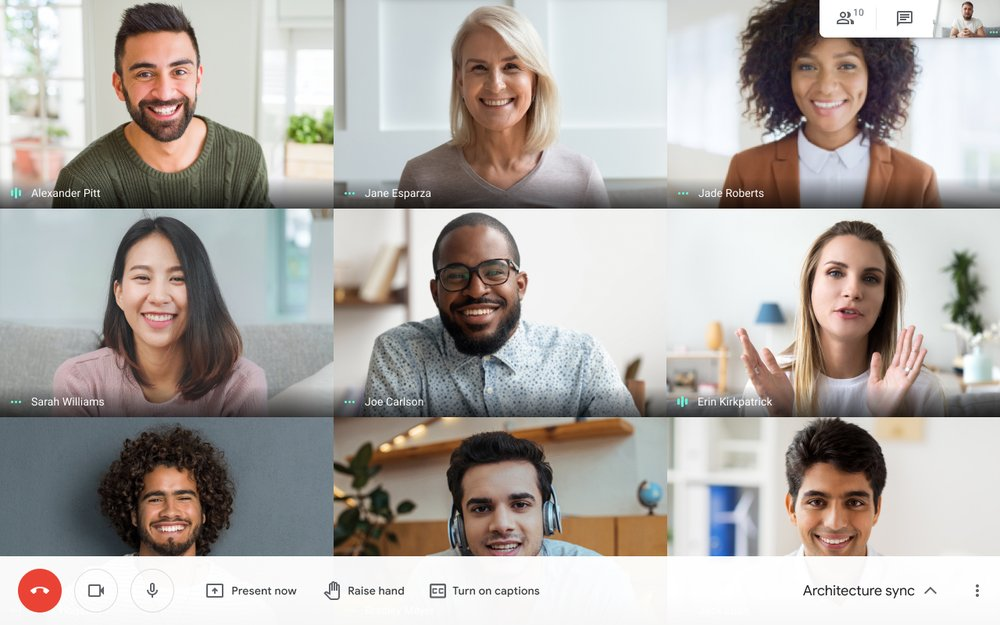 10
Alexander Pitt
Jane Esparza
Jade Roberts
Sarah Williams
Joe Carlson
Erin Kirkpatrick
Present now
Raise hand
CC
Turn on captions
Architecture sync